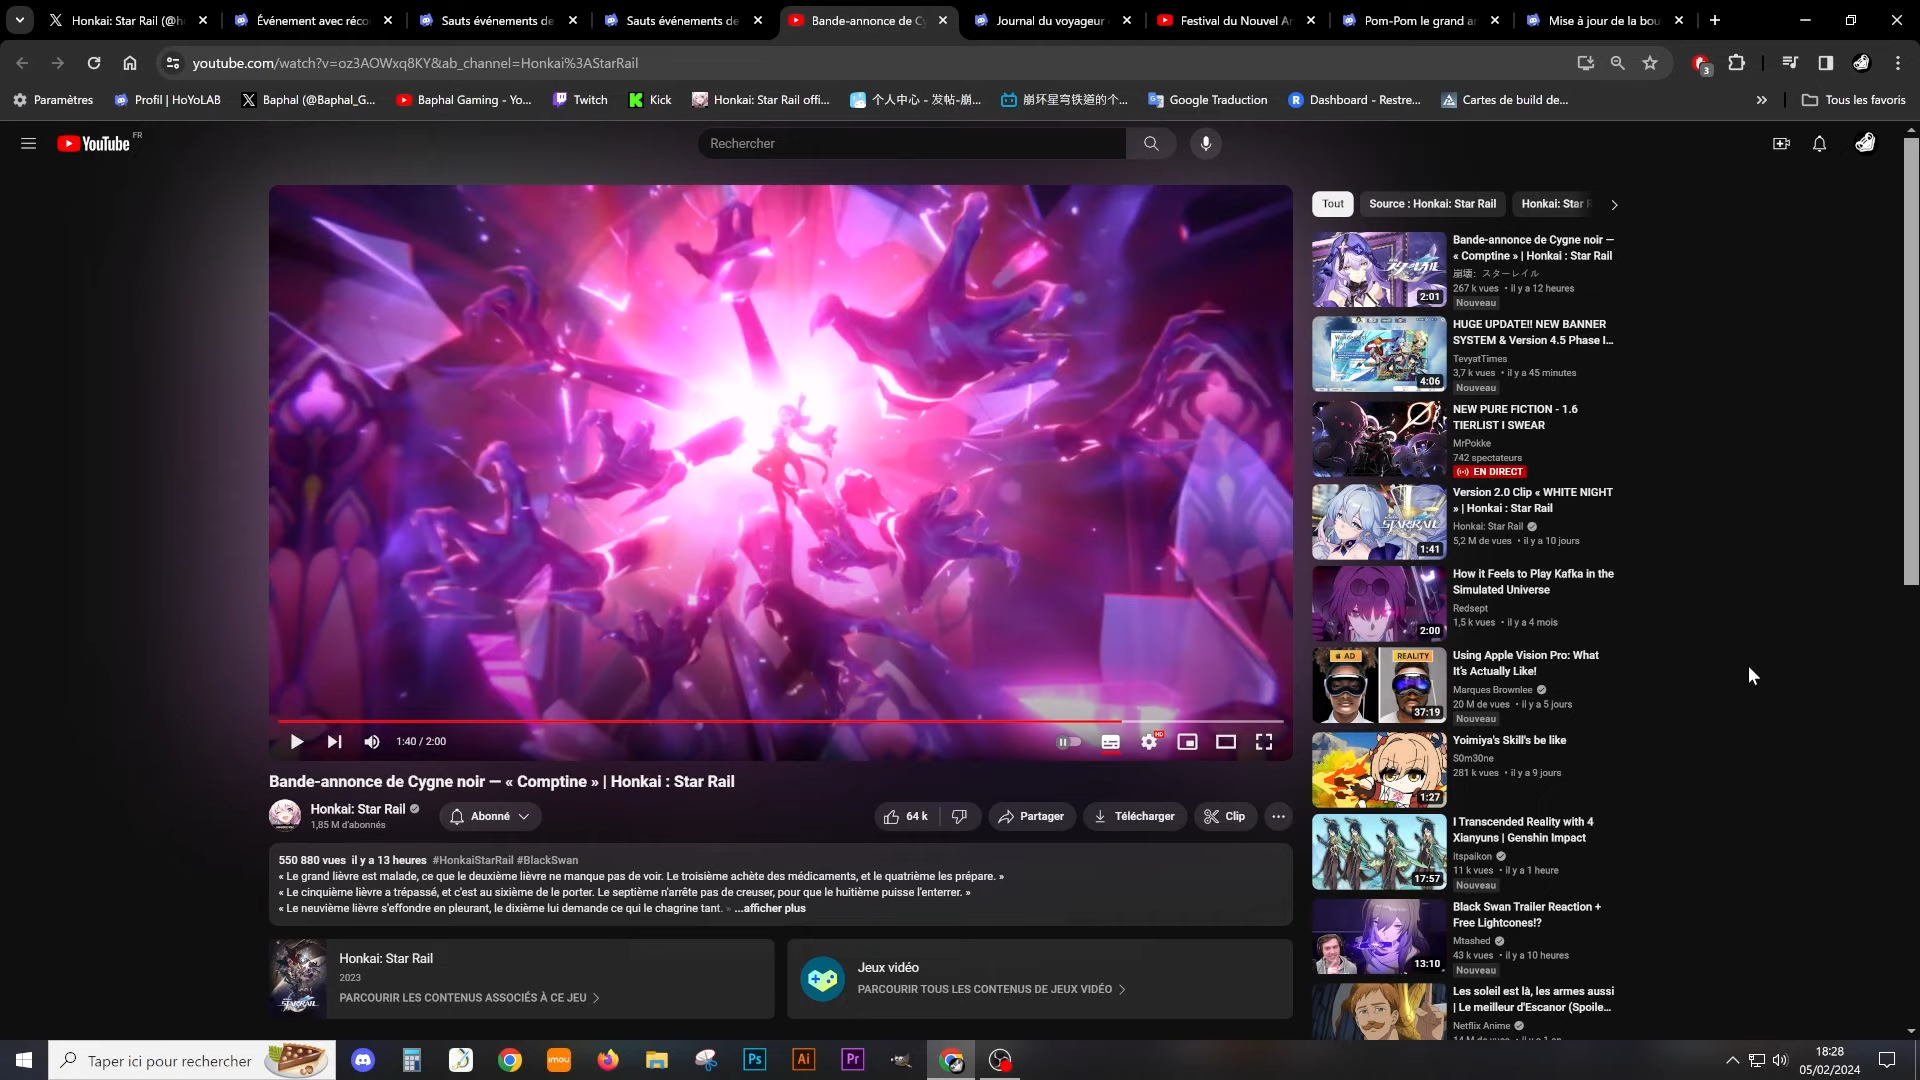 Honkai: Star Rail (@h
Événement avec réco
Sauts événements de
Sauts événements de
Bande-annonce de C
Journal du voyageur
Festival du Nouvel A
Pom-Pom le grand a
Mise à jour de la bou
youtube.com/watch?v=oz3AOWxq8KY&ab_channel=Honkai%3AStarRail
3
Paramètres
Profil | HoYoLAB
Baphal (@Baphal_G...
Baphal Gaming - Yo...
Twitch
Kick
Honkai: Star Rail offi...
个人中心 - 发帖-崩...
崩坏星穹铁道的个...
Google Traduction
Dashboard - Restre...
Cartes de build de...
Tous les favoris
YouTube FR
Rechercher
Tout
Source : Honkai: Star Rail
Honkai: Star R
Bande-annonce de Cygne noir —
« Comptine » | Honkai : Star Rail
崩壊：スターレイル
267 k vues • il y a 12 heures
Nouveau
2:01
HUGE UPDATE!! NEW BANNER
SYSTEM & Version 4.5 Phase I...
TevyatTimes
3,7 k vues • il y a 45 minutes
Nouveau
4:06
NEW PURE FICTION - 1.6
TIERLIST I SWEAR
MrPokke
742 spectateurs
EN DIRECT
Version 2.0 Clip « WHITE NIGHT
» | Honkai : Star Rail
Honkai: Star Rail
5,2 M de vues • il y a 10 jours
STARRAIL
1:41
How it Feels to Play Kafka in the
Simulated Universe
Redsept
1,5 k vues • il y a 4 mois
2:00
AD
REALITY
Using Apple Vision Pro: What
It's Actually Like!
Marques Brownlee
20 M de vues • il y a 5 jours
Nouveau
37:19
Yoimiya's Skill's be like
S0m30ne
281 k vues • il y a 9 jours
1:27
I Transcended Reality with 4
Xianyuns | Genshin Impact
itspaikon
11 k vues • il y a 1 heure
Nouveau
17:57
Black Swan Trailer Reaction +
Free Lightcones!?
Mtashed
43 k vues • il y a 10 heures
Nouveau
13:10
Les soleil est là, les armes aussi
| Le meilleur d'Escanor (Spoile...
Netflix Anime
1:40 / 2:00
HD
Bande-annonce de Cygne noir — « Comptine » | Honkai : Star Rail
Honkai: Star Rail
1,85 M d'abonnés
Abonné
64 k
Partager
Télécharger
Clip
550 880 vues il y a 13 heures #HonkaiStarRail #BlackSwan
« Le grand lièvre est malade, ce que le deuxième lièvre ne manque pas de voir. Le troisième achète des médicaments, et le quatrième les prépare. »
« Le cinquième lièvre a trépassé, et c'est au sixième de le porter. Le septième n'arrête pas de creuser, pour que le huitième puisse l'enterrer. »
« Le neuvième lièvre s'effondre en pleurant, le dixième lui demande ce qui le chagrine tant. » ...afficher plus
Honkai: Star Rail
2023
PARCOURIR LES CONTENUS ASSOCIÉS À CE JEU
STARRAIL
Jeux vidéo
PARCOURIR TOUS LES CONTENUS DE JEUX VIDÉO
Taper ici pour rechercher
imou
Ps
Ai
Pr
18:28
05/02/2024